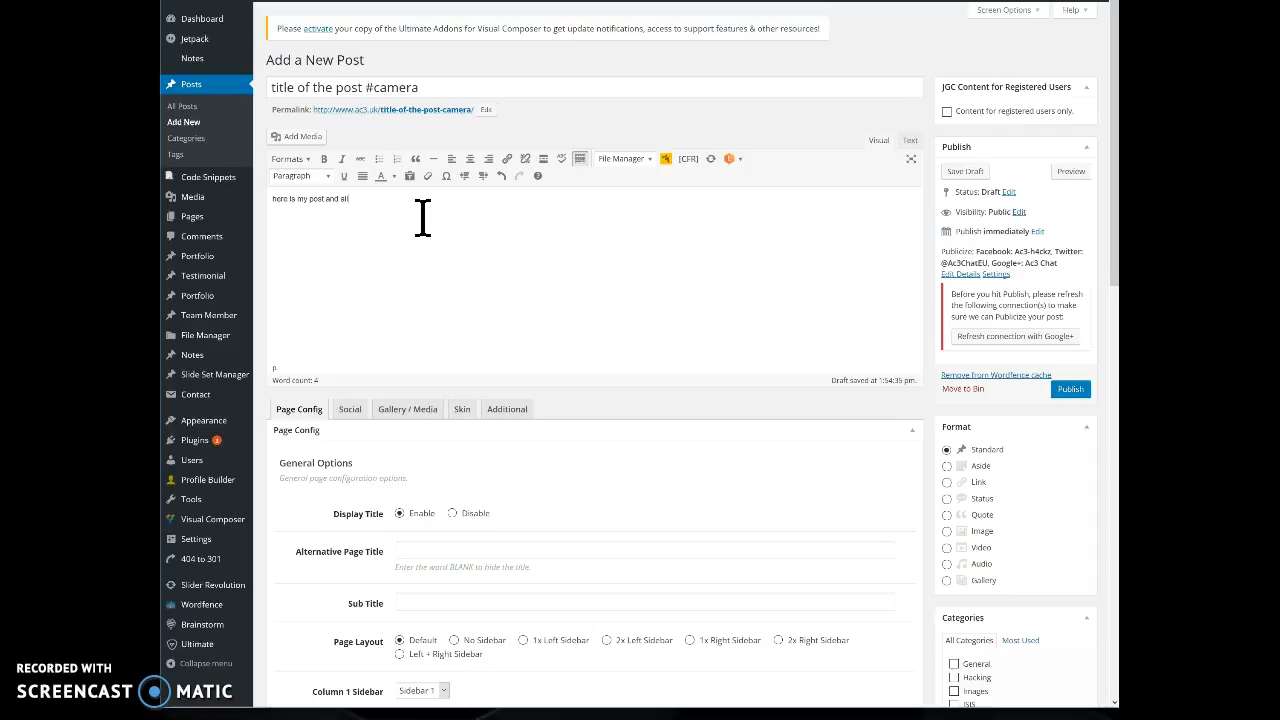 Dashboard
Jetpack
Notes
Posts
All Posts
Add New
Categories
Tags
Code Snippets
Media
Pages
Comments
Portfolio
Testimonial
Portfolio
Team Member
File Manager
Notes
Slide Set Manager
Contact
Appearance
Plugins 3
Users
Profile Builder
Tools
Visual Composer
Settings
404 to 301
Slider Revolution
Wordfence
Brainstorm
Ultimate
Collapse menu
Screen Options
Help
Please activate your copy of the Ultimate Addons for Visual Composer to get update notifications, access to support features & other resources!
Add a New Post
title of the post #camera
Permalink: http://www.ac3.uk/title-of-the-post-camera/ Edit
Add Media
Visual Text
Formats B I ABC File Manager [CFR]
Paragraph U A
here is my post and all
p
Word count: 4
Draft saved at 1:54:35 pm.
Page Config Social Gallery / Media Skin Additional
Page Config
General Options
General page configuration options.
Display Title Enable Disable
Alternative Page Title
Enter the word BLANK to hide the title.
Sub Title
Page Layout Default No Sidebar 1x Left Sidebar 2x Left Sidebar 1x Right Sidebar 2x Right Sidebar
Left + Right Sidebar
Column 1 Sidebar Sidebar 1
JGC Content for Registered Users
Content for registered users only.
Publish
Save Draft Preview
Status: Draft Edit
Visibility: Public Edit
Publish immediately Edit
Publicize: Facebook: Ac3-h4ckz, Twitter:
@Ac3ChatEU, Google+: Ac3 Chat
Edit Details Settings
Before you hit Publish, please refresh
the following connection(s) to make
sure we can Publicize your post:
Refresh connection with Google+
Remove from Wordfence cache
Move to Bin Publish
Format
Standard
Aside
Link
Status
Quote
Image
Video
Audio
Gallery
Categories
All Categories Most Used
General
Hacking
Images
ISIS
RECORDED WITH
SCREENCAST MATIC